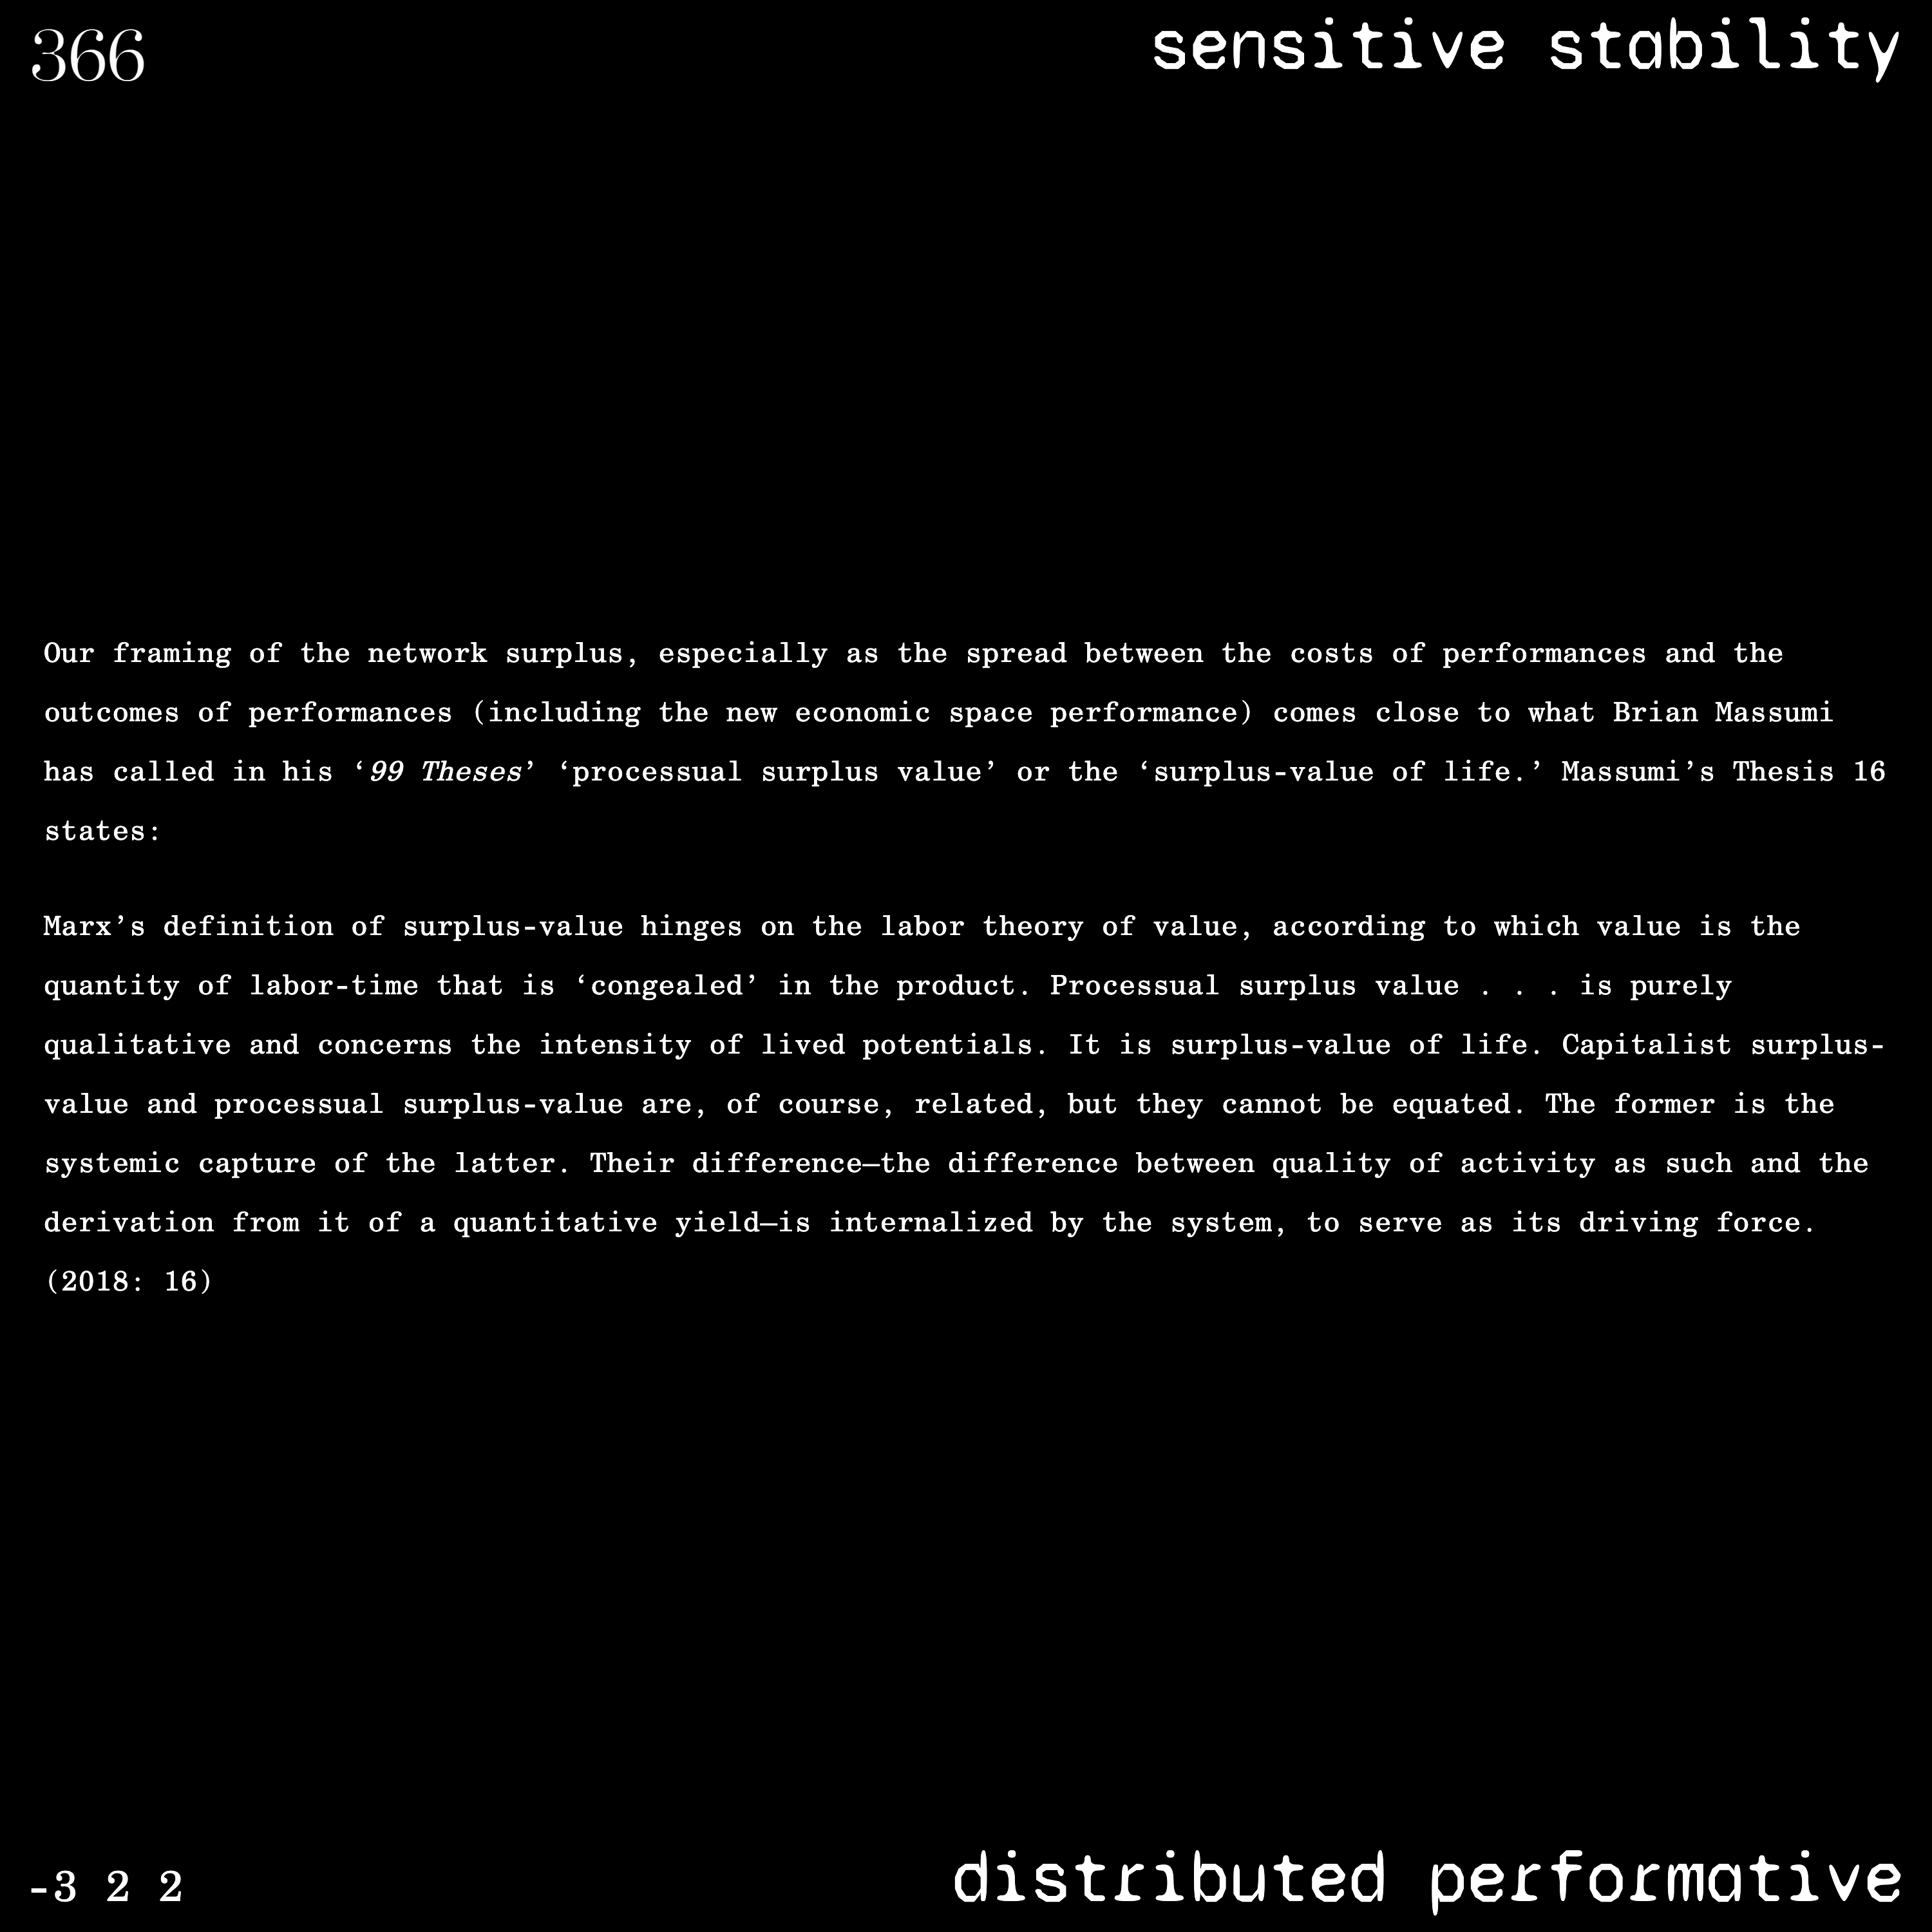 366
sensitive stability
Our framing of the network surplus, especially as the spread between the costs of performances and the
outcomes of performances (including the new economic space performance) comes close to what Brian Massumi
has called in his ‘99 Theses’ ‘processual surplus value’ or the ‘surplus-value of life.’ Massumi’s Thesis 16
states:
Marx’s definition of surplus-value hinges on the labor theory of value, according to which value is the
quantity of labor-time that is ‘congealed’ in the product. Processual surplus value . . . is purely
qualitative and concerns the intensity of lived potentials. It is surplus-value of life. Capitalist surplus-
value and processual surplus-value are, of course, related, but they cannot be equated. The former is the
systemic capture of the latter. Their difference—the difference between quality of activity as such and the
derivation from it of a quantitative yield—is internalized by the system, to serve as its driving force.
(2018: 16)
-3 2 2
distributed performative